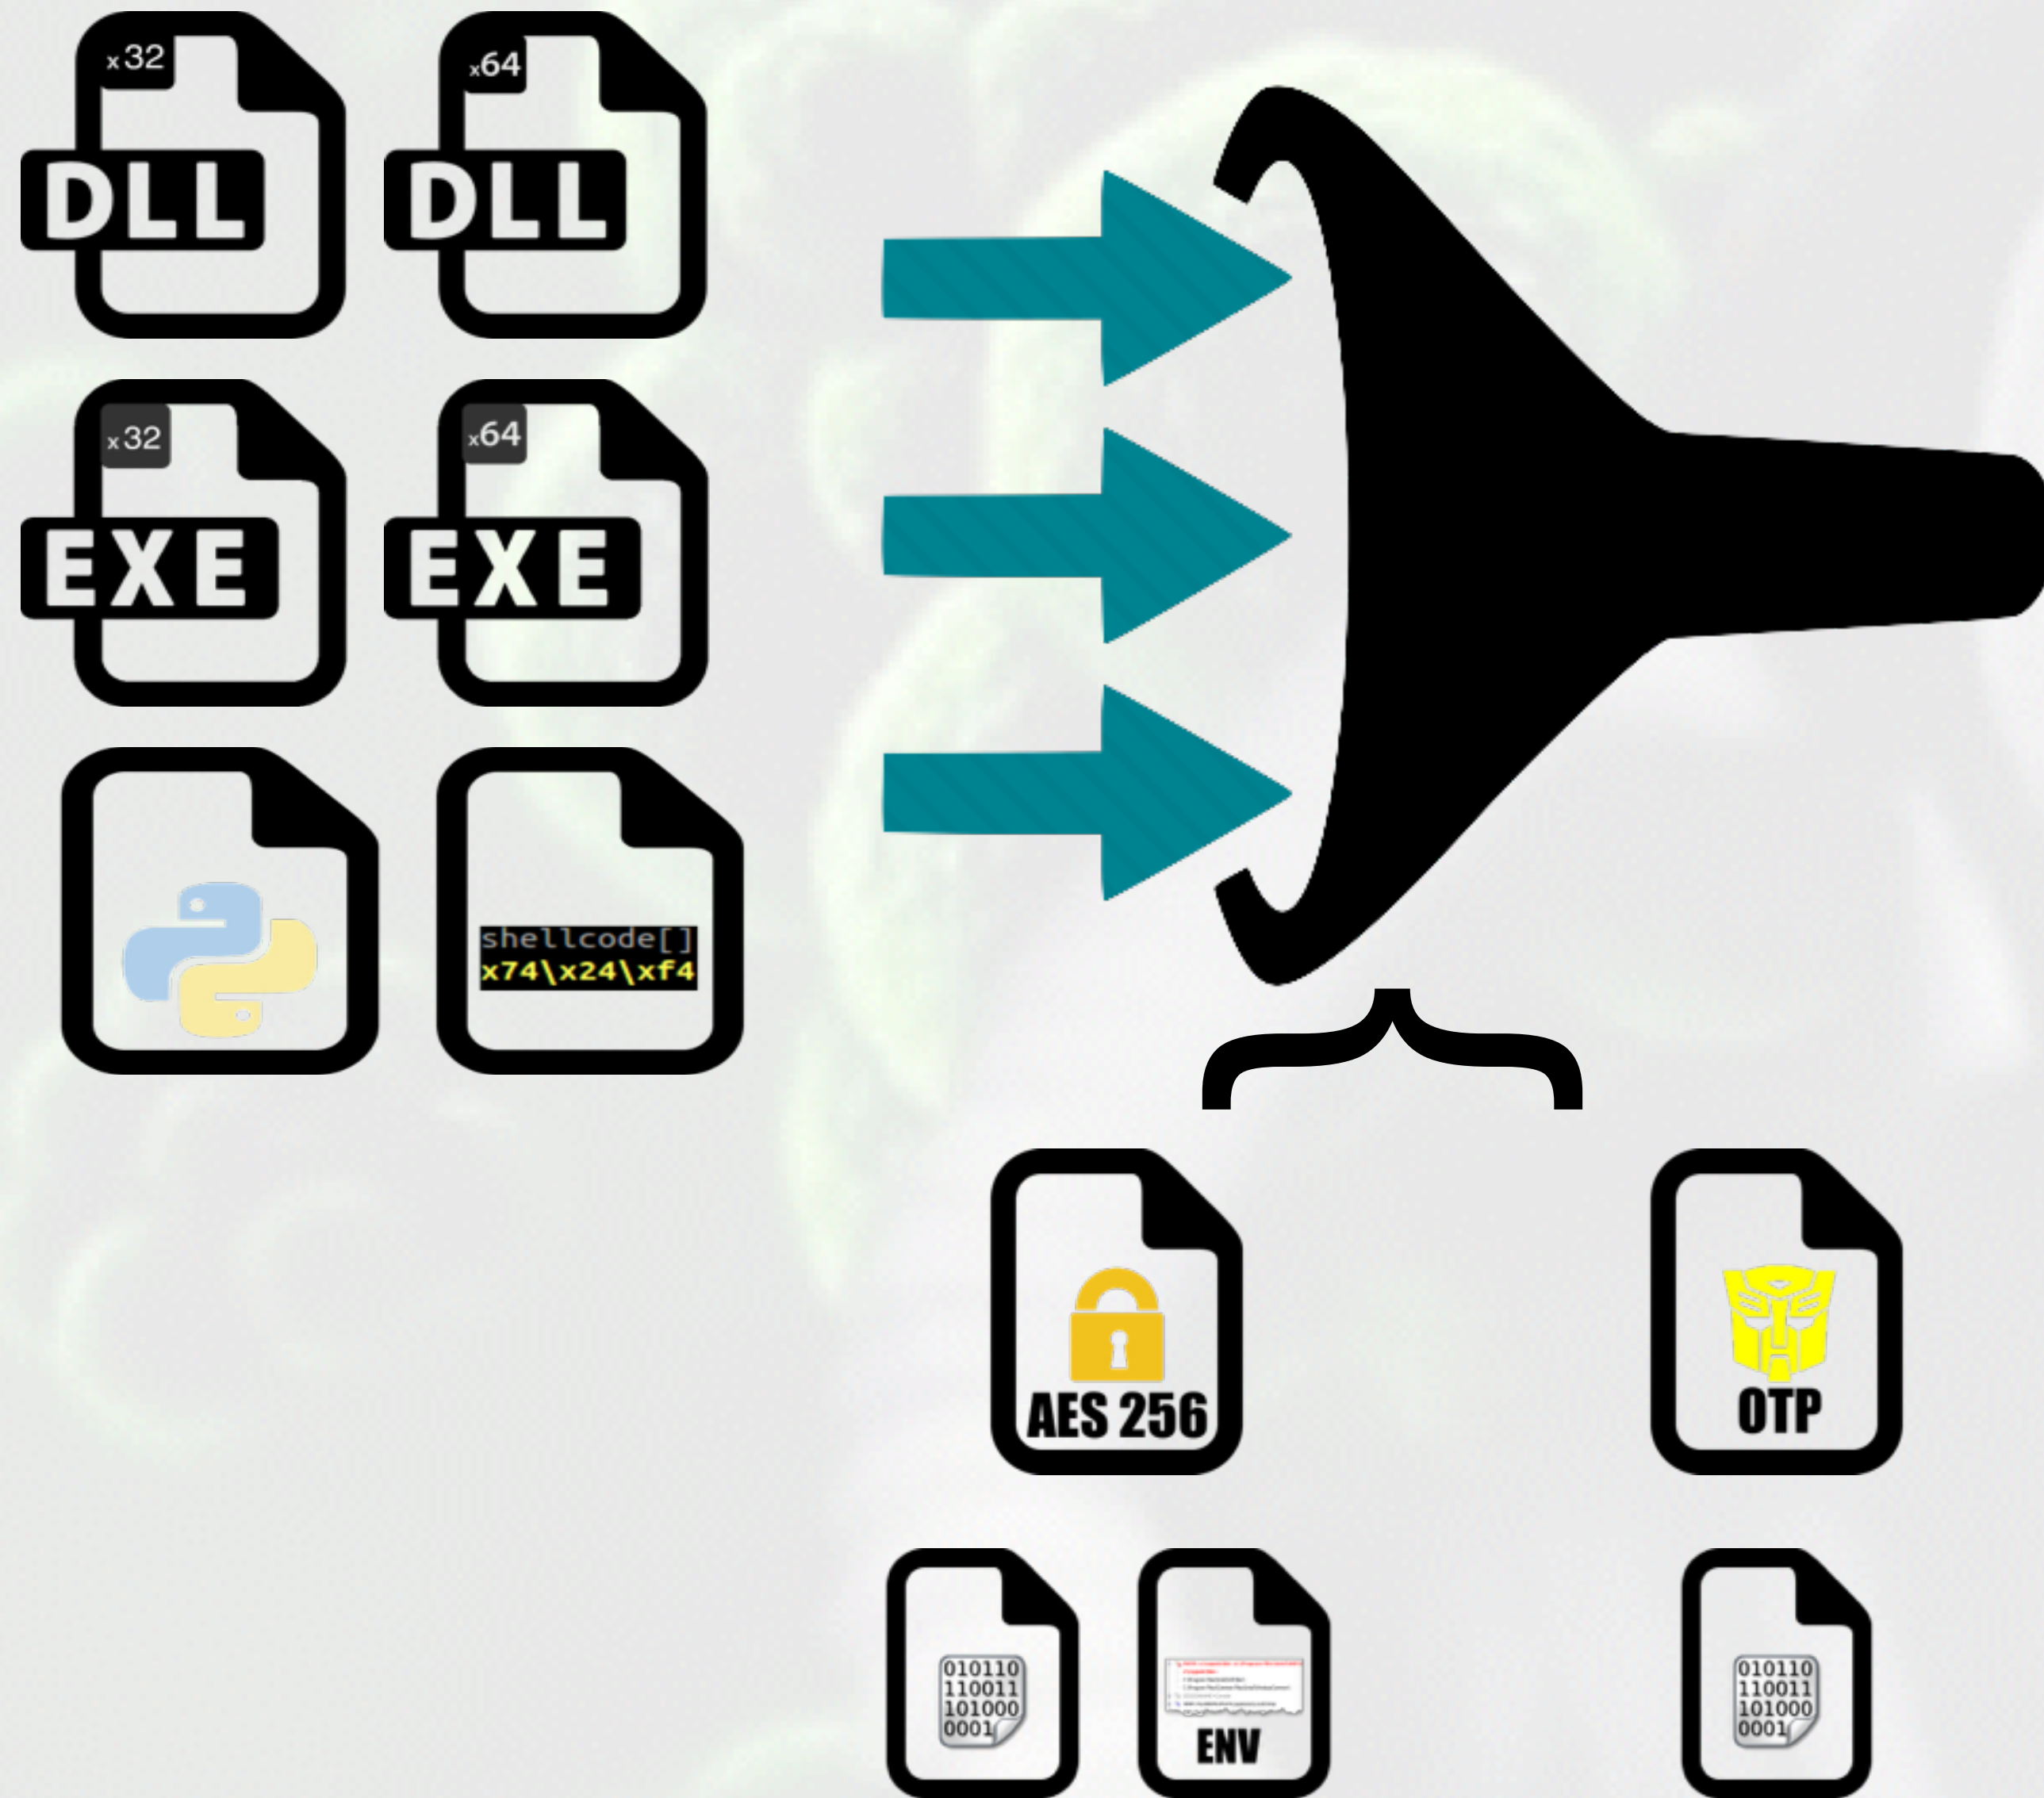 x32
x64
DLL
DLL
x32
x64
EXE
EXE
shellcode[]
x74\x24\xf4
AES 256
OTP
010110
110011
101000
0001
ENV
010110
110011
101000
0001